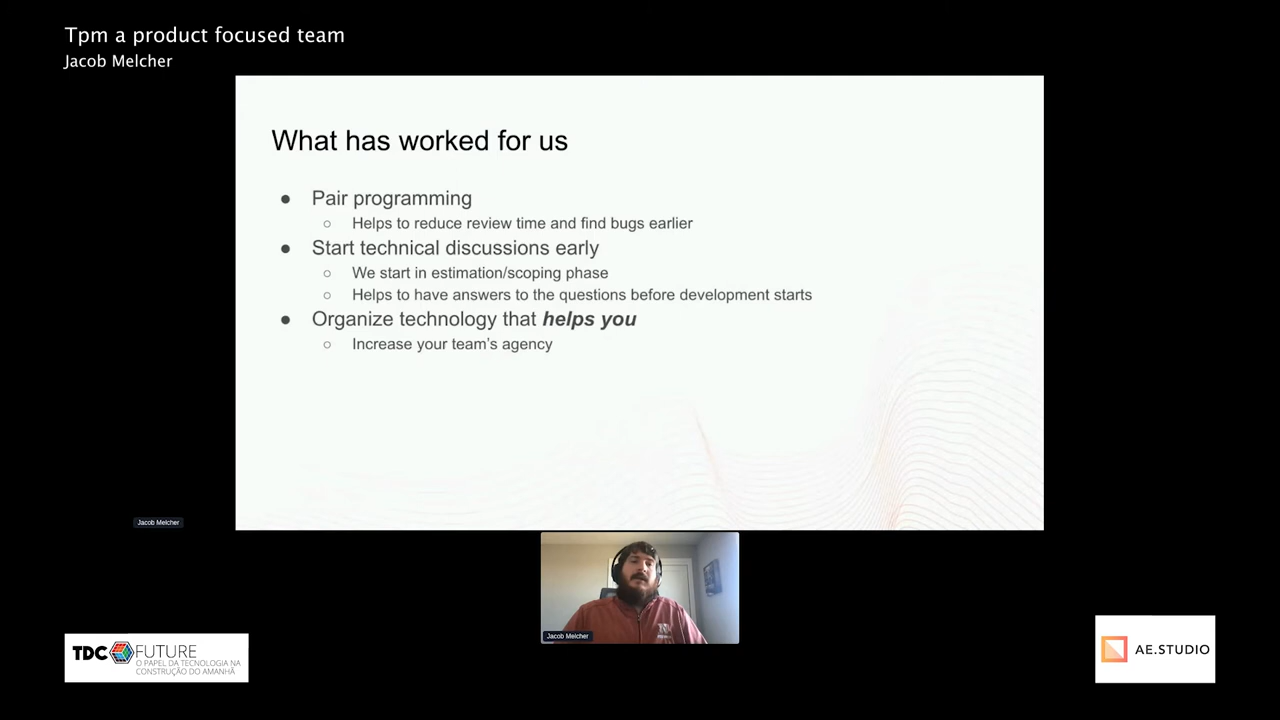 Tpm a product focused team
Jacob Melcher
What has worked for us
● Pair programming
○ Helps to reduce review time and find bugs earlier
● Start technical discussions early
○ We start in estimation/scoping phase
○ Helps to have answers to the questions before development starts
● Organize technology that helps you
○ Increase your team's agency
Jacob Melcher
Jacob Melcher
TDC FUTURE
O PAPEL DA TECNOLOGIA NA
CONSTRUÇÃO DO AMANHÃ
AE.STUDIO